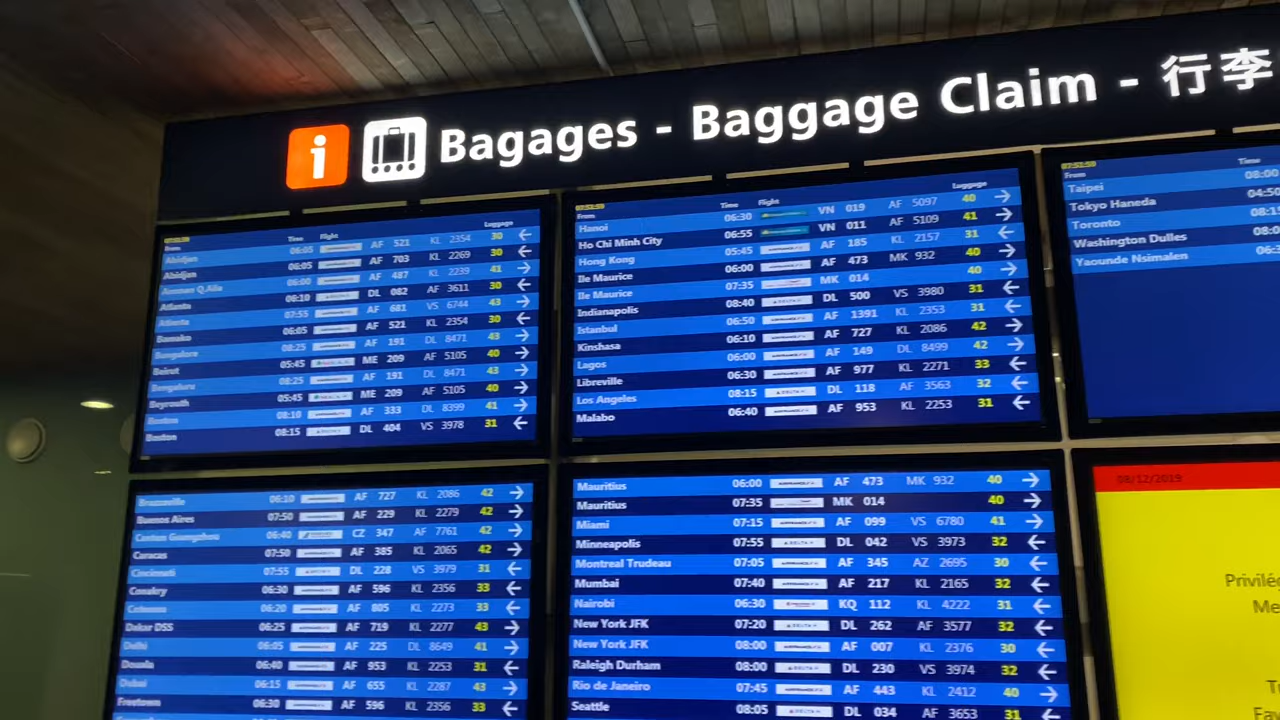 i Bagages - Baggage Claim - 行李
From Time Flight Luggage
Abidjan 06:05 AF 521 KL 2354 30 ←
Abidjan 06:05 AF 703 KL 2269 30 ←
Amman Q.Alia 06:00 AF 487 KL 2239 41 →
Atlanta 06:10 DL 082 AF 3611 30 ←
Atlanta 07:55 AF 681 VS 6744 43 →
Bamako 06:05 AF 521 KL 2354 30 ←
Bangalore 08:25 AF 191 DL 8471 43 →
Beirut 05:45 ME 209 AF 5105 40 →
Bengaluru 08:25 AF 191 DL 8471 43 →
Beyrouth 05:45 ME 209 AF 5105 40 →
Boston 08:10 AF 333 DL 8399 41 →
Boston 08:15 DL 404 VS 3978 31 ←
From Time Flight Luggage
Hanoi 06:30 VN 019 AF 5097 40 →
Ho Chi Minh City 06:55 VN 011 AF 5109 41 →
Hong Kong 05:45 AF 185 KL 2157 31 ←
Ile Maurice 06:00 AF 473 MK 932 40 →
Ile Maurice 07:35 MK 014 40 →
Indianapolis 08:40 DL 500 VS 3980 31 ←
Istanbul 06:50 AF 1391 KL 2353 31 ←
Kinshasa 06:10 AF 727 KL 2086 42 →
Lagos 06:00 AF 149 DL 8499 42 →
Libreville 06:30 AF 977 KL 2271 33 ←
Los Angeles 08:15 DL 118 AF 3563 32 ←
Malabo 06:40 AF 953 KL 2253 31 ←
From Time
Taipei 08:00
Tokyo Haneda 04:50
Toronto
Washington Dulles
Yaounde Nsimalen
Brazzaville 06:10 AF 727 KL 2086 42 →
Buenos Aires 07:50 AF 229 KL 2279 42 →
Canton Guangzhou 06:40 CZ 347 AF 7761 42 →
Caracas 07:50 AF 385 KL 2065 42 →
Cincinnati 07:55 DL 228 VS 3979 31 ←
Conakry 06:30 AF 596 KL 2356 33 ←
Cotonou 06:20 AF 805 KL 2273 33 ←
Dakar DSS 06:25 AF 719 KL 2277 43 →
Delhi 06:05 AF 225 DL 8649 41 →
Douala 06:40 AF 953 KL 2253 31 ←
Dubai 06:15 AF 655 KL 2287 43 →
Freetown 06:30 AF 596 KL 2356 33 ←
Mauritius 06:00 AF 473 MK 932 40 →
Mauritius 07:35 MK 014 40 →
Miami 07:15 AF 099 VS 6780 41 →
Minneapolis 07:55 DL 042 VS 3973 32 ←
Montreal Trudeau 07:05 AF 345 AZ 2695 30 ←
Mumbai 07:40 AF 217 KL 2165 32 ←
Nairobi 06:30 KQ 112 KL 4222 31 ←
New York JFK 07:20 DL 262 AF 3577 32 ←
New York JFK 08:00 AF 007 KL 2376 30 ←
Raleigh Durham 08:00 DL 230 VS 3974 32 ←
Rio de Janeiro 07:45 AF 443 KL 2412 40 →
Seattle 08:05 DL 034 AF 3653 31 ←
08/12/2019